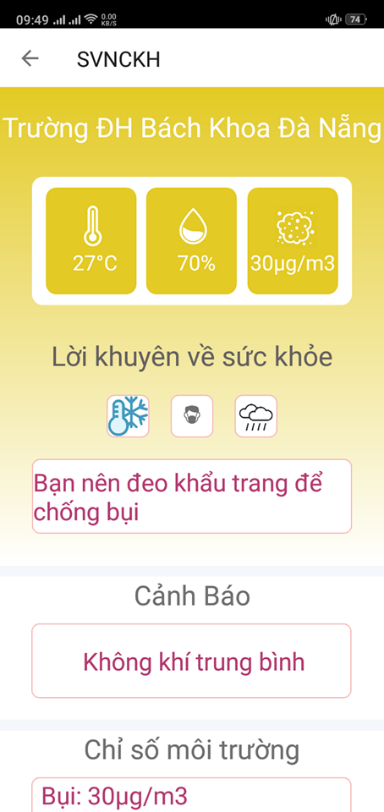 09:49 0.00 KB/S 74
SVNCKH
Trường ĐH Bách Khoa Đà Nẵng
27°C 70% 30µg/m3
Lời khuyên về sức khỏe
Bạn nên đeo khẩu trang để
chống bụi
Cảnh Báo
Không khí trung bình
Chỉ số môi trường
Bụi: 30µg/m3